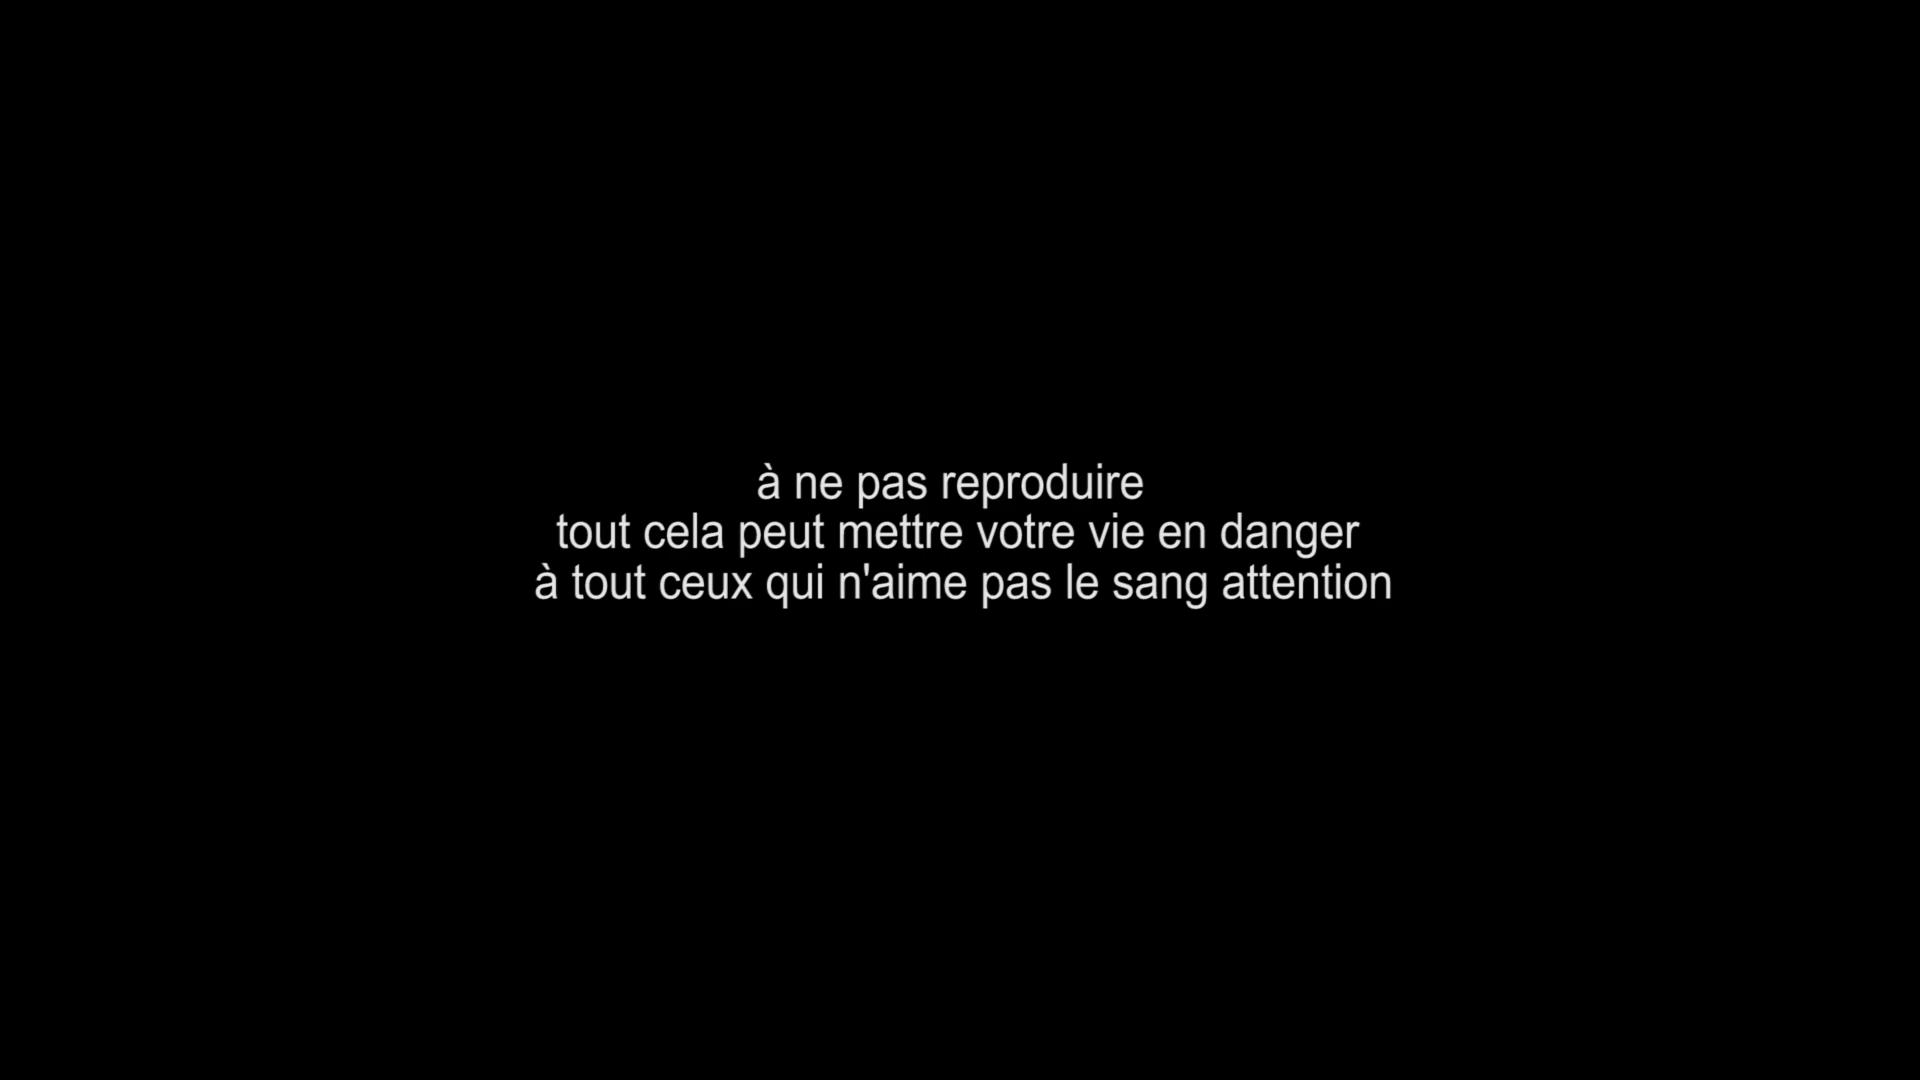 à ne pas reproduire
tout cela peut mettre votre vie en danger
à tout ceux qui n'aime pas le sang attention